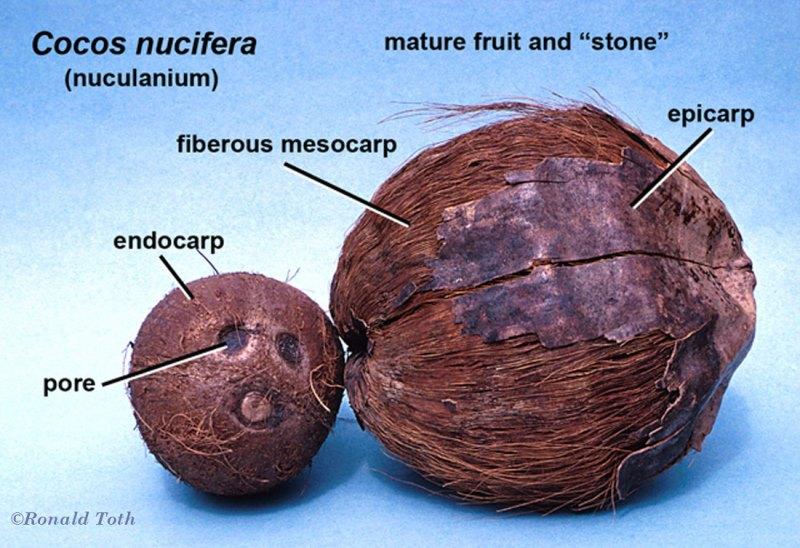 Cocos nucifera
(nuculanium)
mature fruit and “stone”
epicarp
fiberous mesocarp
endocarp
pore
©Ronald Toth